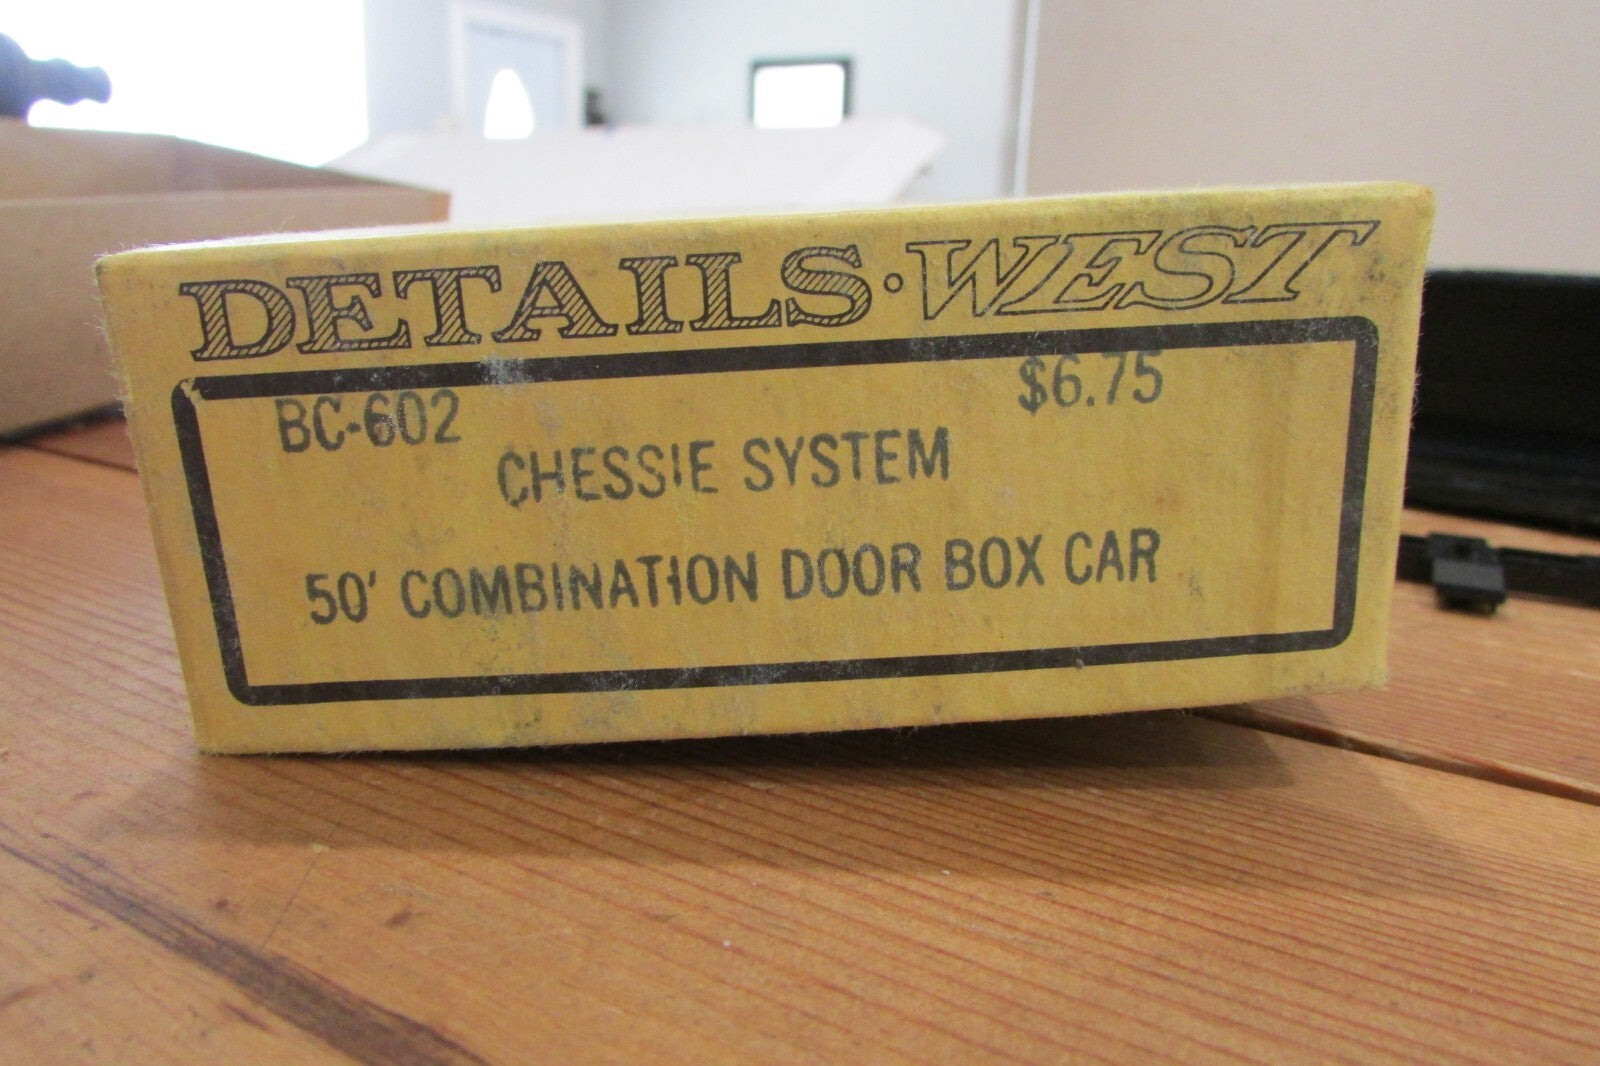 DETAILS • WEST
BC-602 $6.75
CHESSIE SYSTEM
50' COMBINATION DOOR BOX CAR